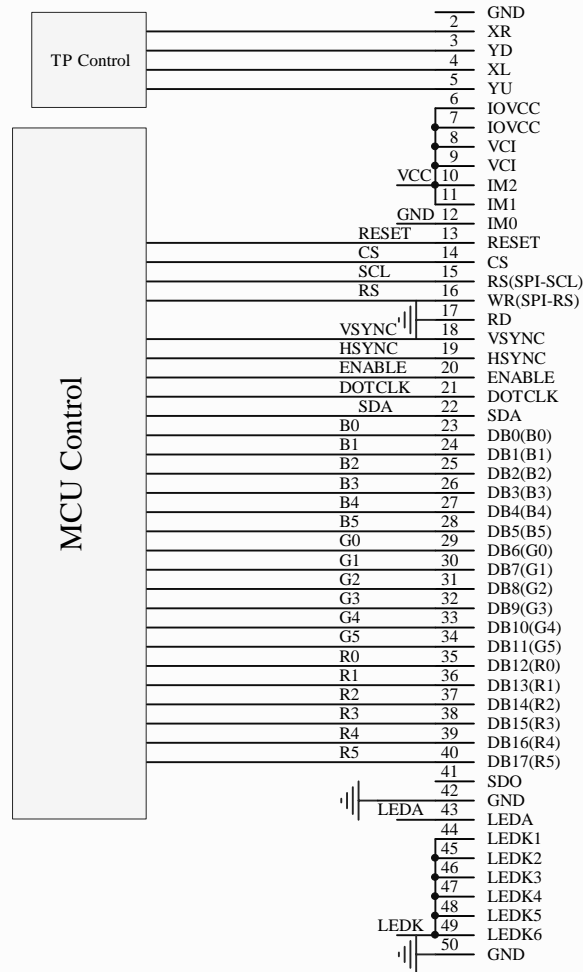 GND
2 XR
3 YD
TP Control
4 XL
5 YU
6 IOVCC
7 IOVCC
8 VCI
9 VCI
VCC 10 IM2
11 IM1
GND 12 IM0
RESET 13 RESET
CS 14 CS
SCL 15 RS(SPI-SCL)
RS 16 WR(SPI-RS)
17 RD
VSYNC 18 VSYNC
HSYNC 19 HSYNC
ENABLE 20 ENABLE
DOTCLK 21 DOTCLK
SDA 22 SDA
MCU Control
B0 23 DB0(B0)
B1 24 DB1(B1)
B2 25 DB2(B2)
B3 26 DB3(B3)
B4 27 DB4(B4)
B5 28 DB5(B5)
G0 29 DB6(G0)
G1 30 DB7(G1)
G2 31 DB8(G2)
G3 32 DB9(G3)
G4 33 DB10(G4)
G5 34 DB11(G5)
R0 35 DB12(R0)
R1 36 DB13(R1)
R2 37 DB14(R2)
R3 38 DB15(R3)
R4 39 DB16(R4)
R5 40 DB17(R5)
41 SDO
42 GND
LEDA 43 LEDA
44 LEDK1
45 LEDK2
46 LEDK3
47 LEDK4
48 LEDK5
LEDK 49 LEDK6
50 GND